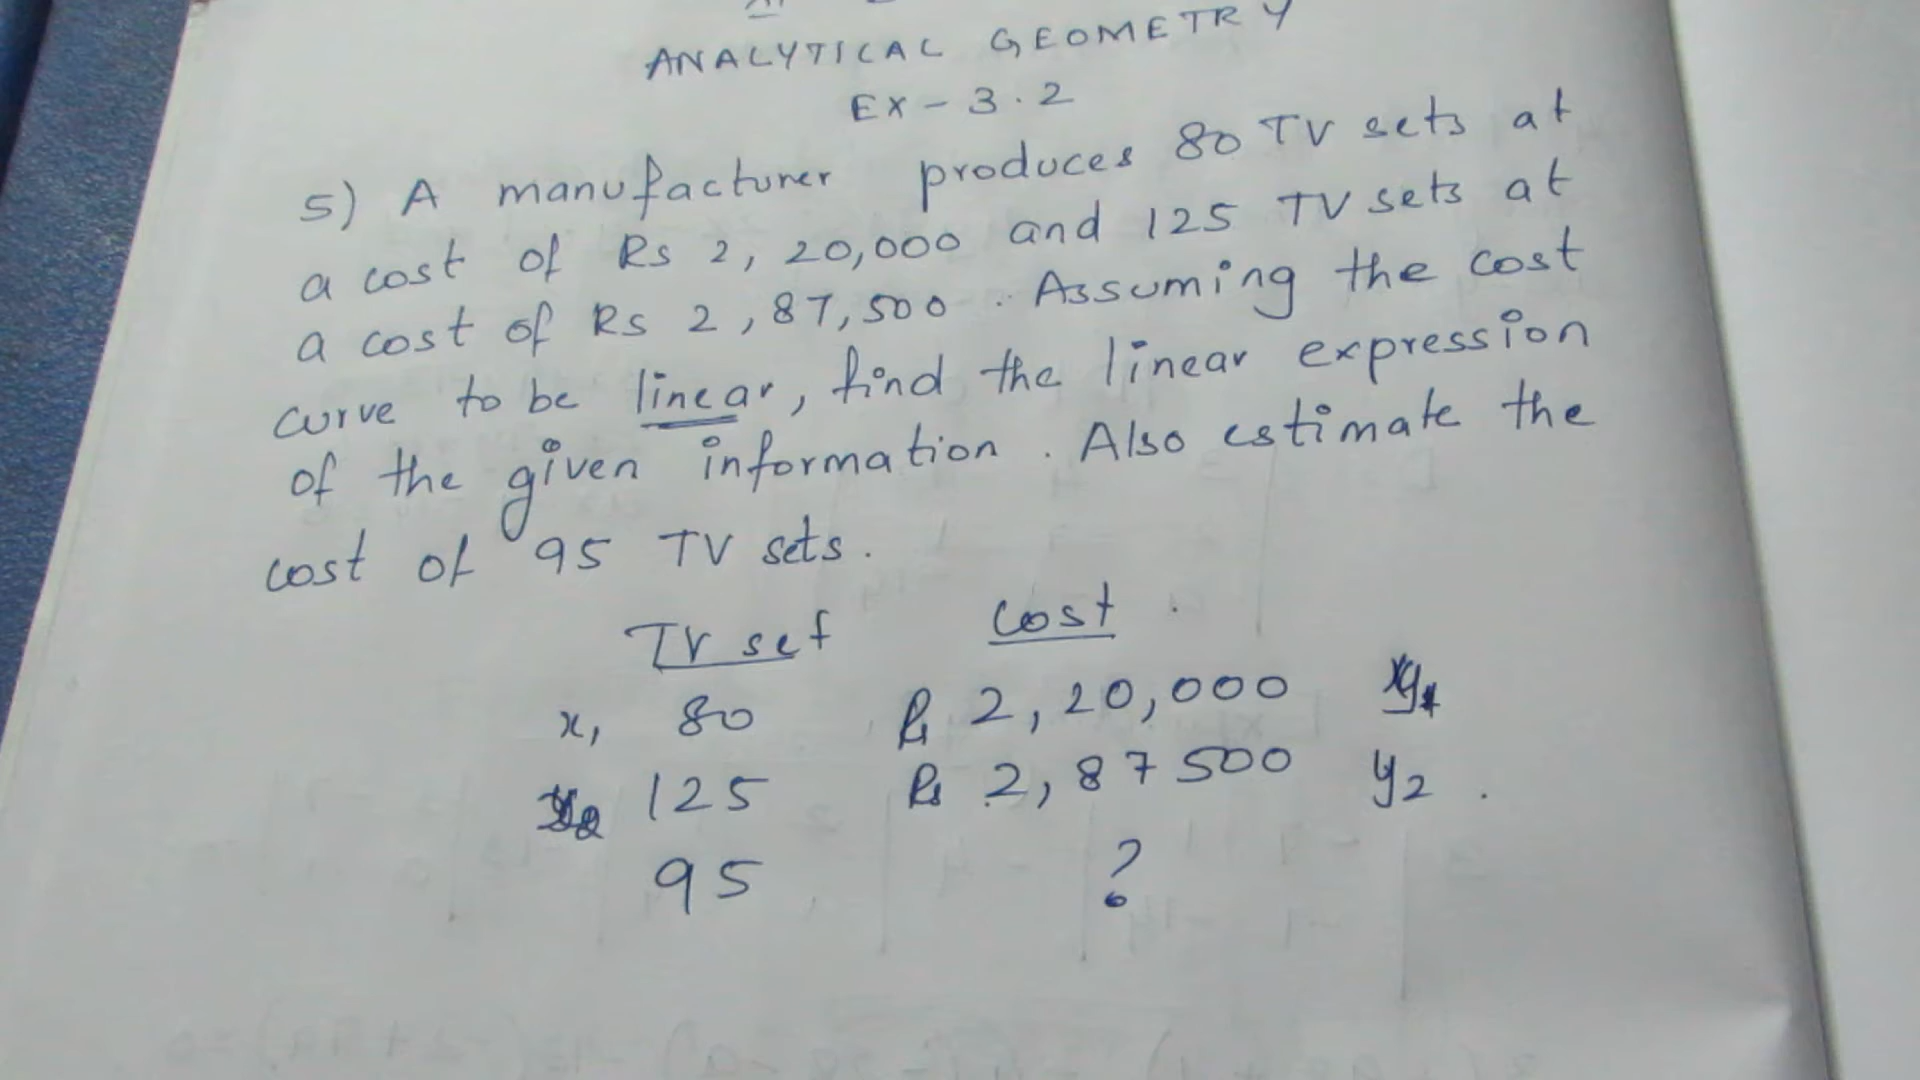 ANALYTICAL GEOMETRY
EX - 3.2
5) A manufacturer produces 80 TV sets at
a cost of Rs 2, 20,000 and 125 TV sets at
a cost of Rs 2,87,500. Assuming the cost
curve to be linear, find the linear expression
of the given information. Also estimate the
cost of 95 TV sets.
TV set cost
x₁ 80 Rs 2,20,000 y₁
125 Rs 2,87500 y₂.
95 ?